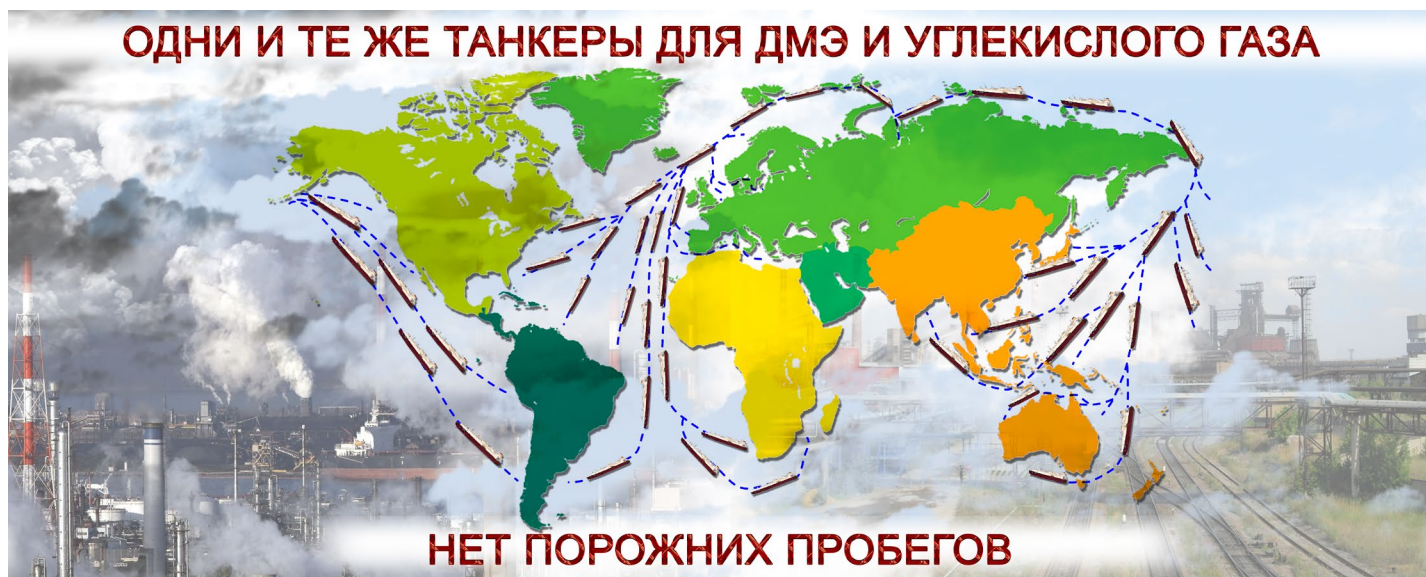 ОДНИ И ТЕ ЖЕ ТАНКЕРЫ ДЛЯ ДМЭ И УГЛЕКИСЛОГО ГАЗА
НЕТ ПОРОЖНИХ ПРОБЕГОВ